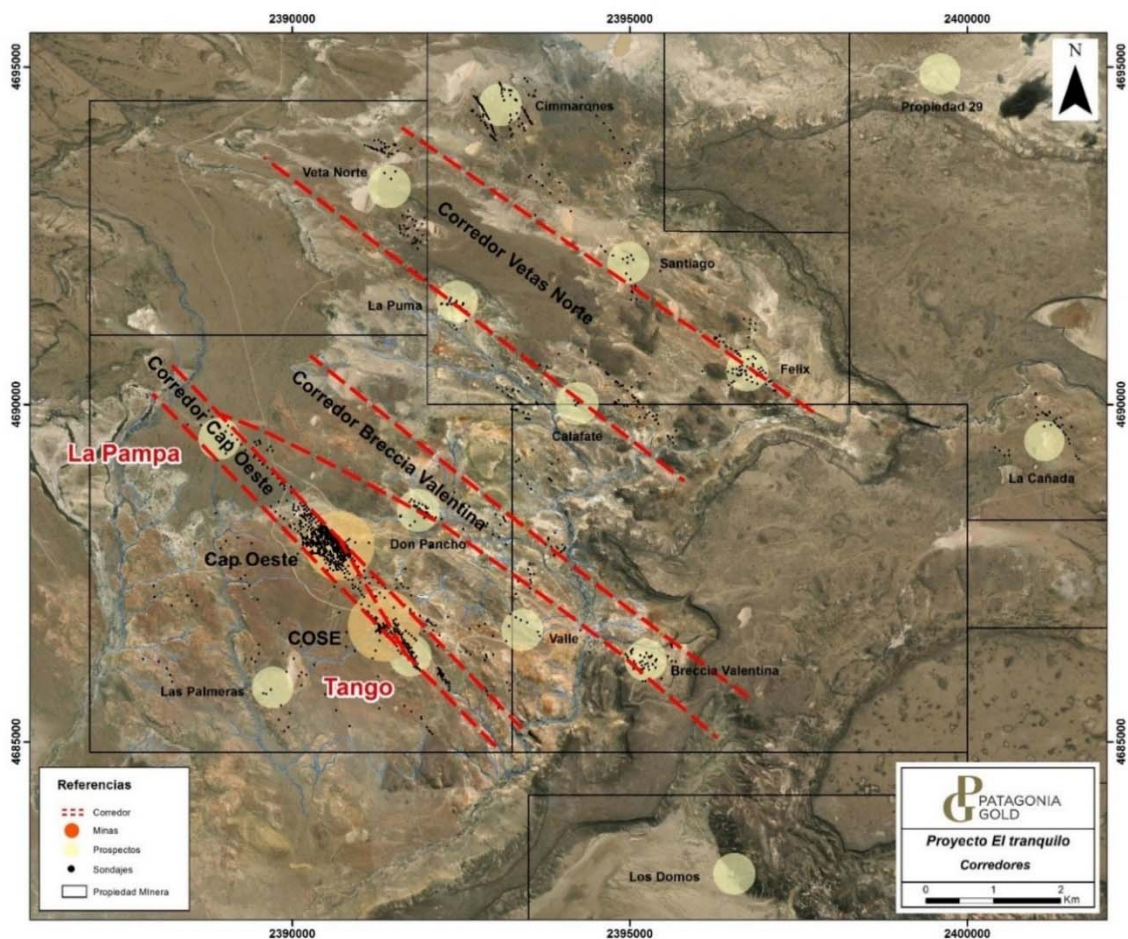 2390000
2395000
2400000
4695000
4695000
N
Cimmarones
Propiedad 29
Veta Norte
Corredor Vetas Norte
Santiago
La Puma
Felix
4690000
4690000
Corredor Cap Oeste
Corredor Breccia Valentina
Calafate
La Pampa
La Cañada
Don Pancho
Cap Oeste
COSE
Valle
Breccia Valentina
Las Palmeras
Tango
4685000
4685000
Referencias
Corredor
Minas
Prospectos
Sondajes
Propiedad MInera
Los Domos
PG
PATAGONIA
GOLD
Proyecto El tranquilo
Corredores
0 1 2
Km
2390000
2395000
2400000